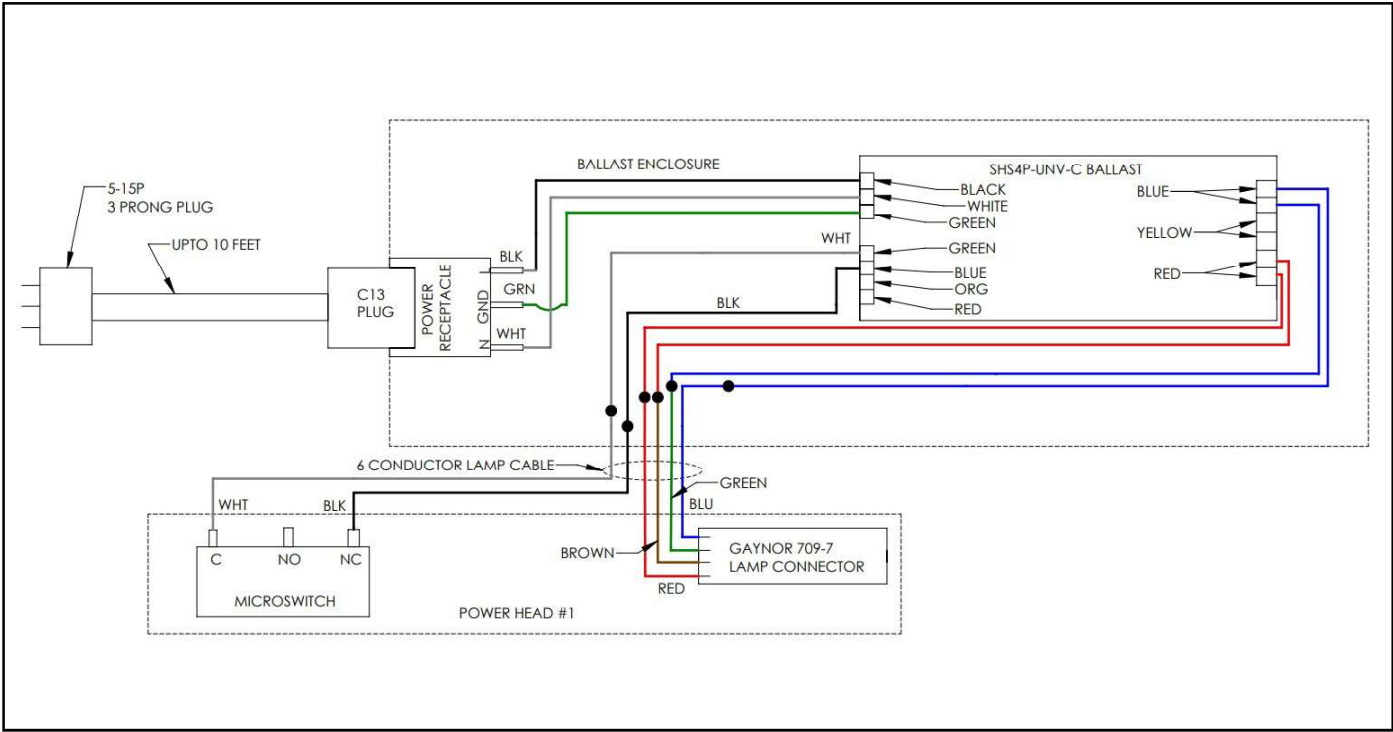 BALLAST ENCLOSURE
SHS4P-UNV-C BALLAST
5-15P
3 PRONG PLUG
BLACK
BLUE
WHITE
GREEN
UPTO 10 FEET
WHT
YELLOW
BLK
GREEN
L
C13
PLUG
POWER
RECEPTACLE
GRN
GND
BLUE
RED
ORG
BLK
RED
WHT
N
6 CONDUCTOR LAMP CABLE
GREEN
WHT
BLK
BLU
C
NO
NC
BROWN
GAYNOR 709-7
LAMP CONNECTOR
RED
MICROSWITCH
POWER HEAD #1